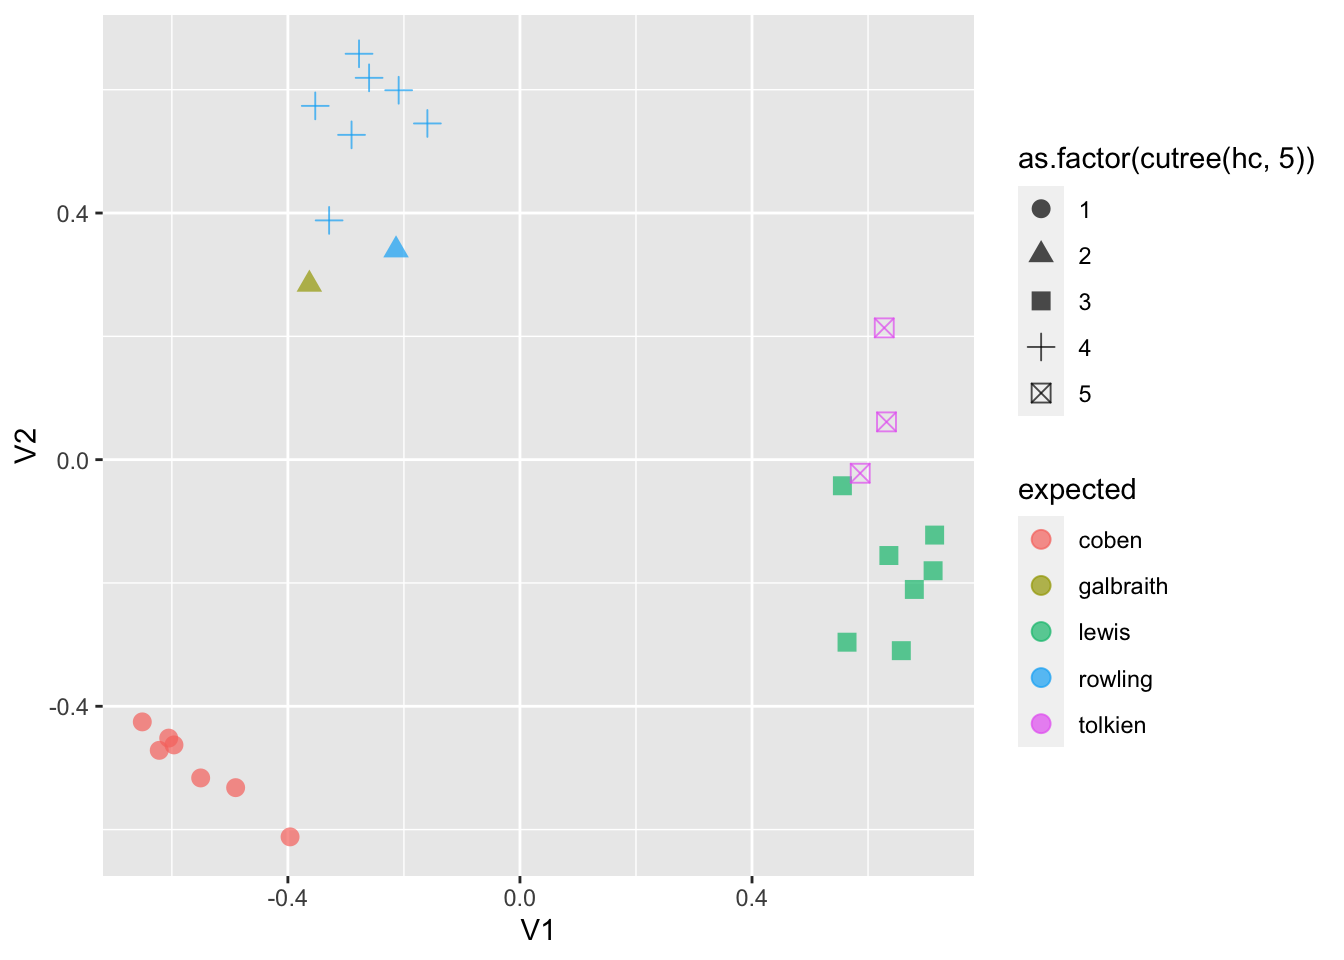 as.factor(cutree(hc, 5))
1
2
3
4
5
expected
coben
galbraith
lewis
rowling
tolkien
V2
0.4
0.0
-0.4
-0.4
0.0
0.4
V1